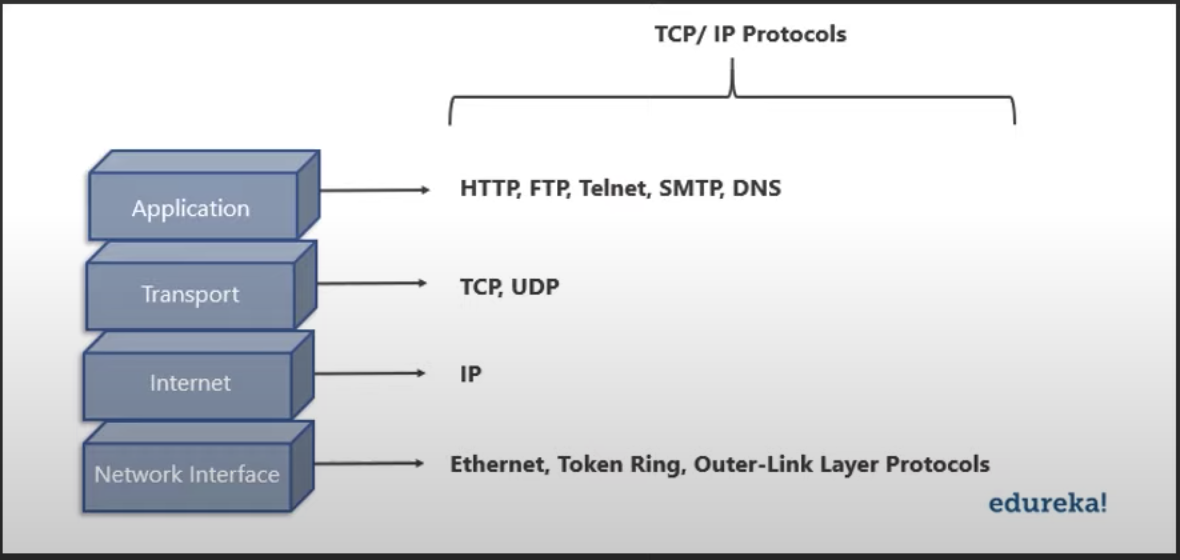 TCP/ IP Protocols
Application
HTTP, FTP, Telnet, SMTP, DNS
Transport
TCP, UDP
Internet
IP
Network Interface
Ethernet, Token Ring, Outer-Link Layer Protocols
edureka!